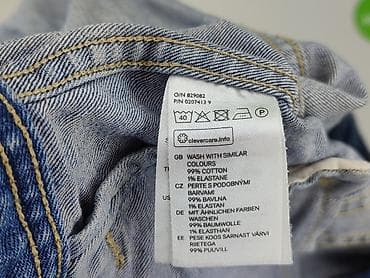 O/N 829082
P/N 0207413 9
40
P
clevercare.info
GB WASH WITH SIMILAR
COLOURS
99% COTTON
1% ELASTANE
CZ PERTE S PODOBNÝMI
BARVAMI
99% BAVLNA
1% ELASTAN
DE MIT ÄHNLICHEN FARBEN
WASCHEN
99% BAUMWOLLE
1% ELASTHAN
EE PESE KOOS SARNAST VÄRVI
RIIETEGA
99% PUUVILL